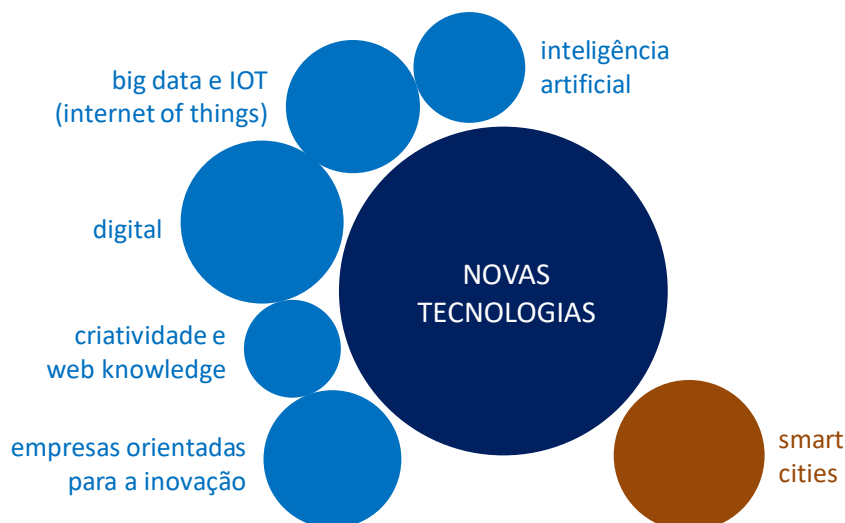 inteligência
artificial
big data e IOT
(internet of things)
digital
NOVAS
TECNOLOGIAS
criatividade e
web knowledge
empresas orientadas
para a inovação
smart
cities